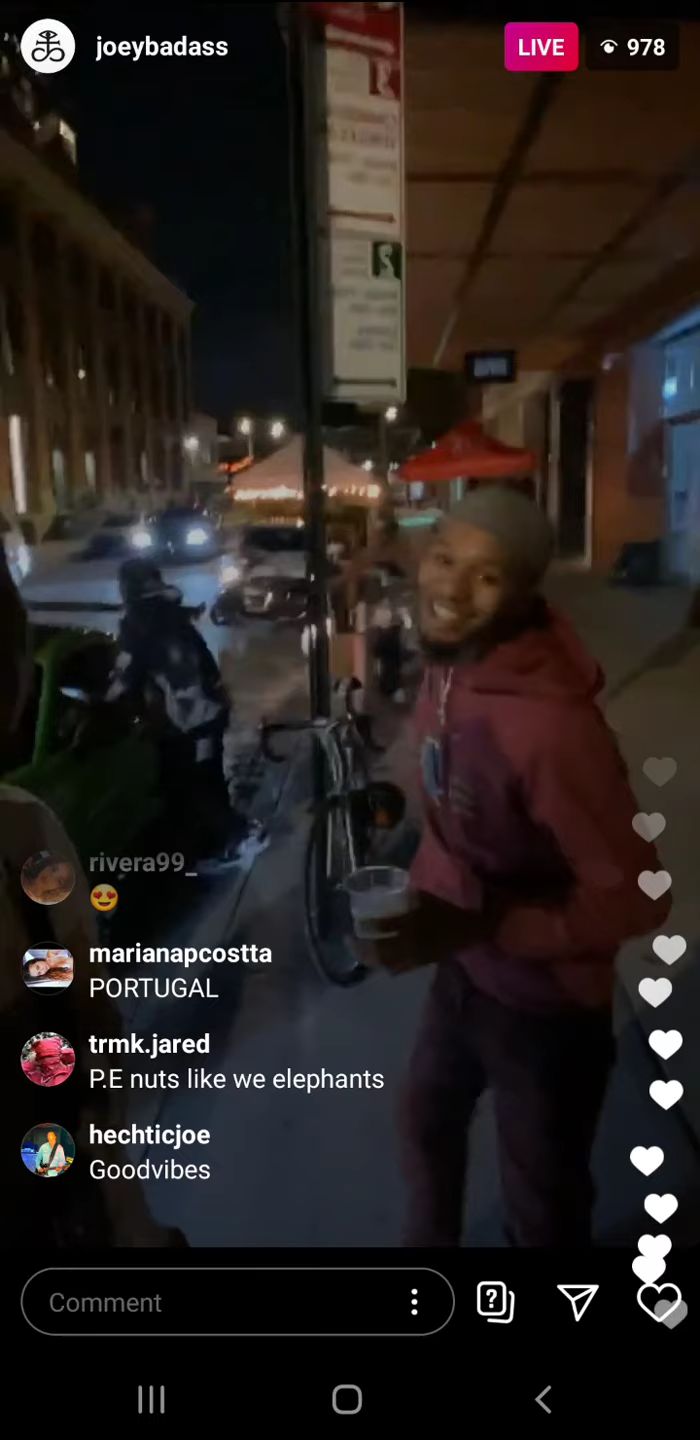 joeybadass
LIVE
978
rivera99_
😍
marianapcostta
PORTUGAL
trmk.jared
P.E nuts like we elephants
hechticjoe
Goodvibes
Comment